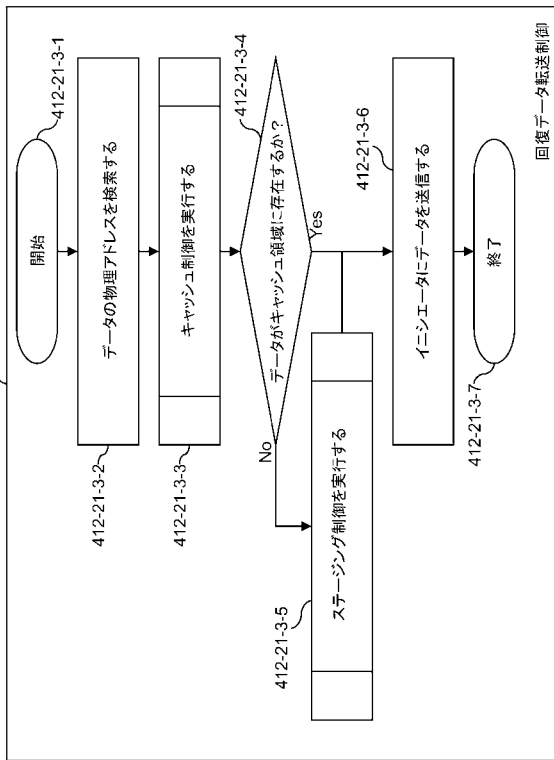 412-21-3-1
開始
412-21-3-2
データの物理アドレスを検索する
412-21-3-3
キャッシュ制御を実行する
412-21-3-4
データがキャッシュ領域に存在するか?
No
Yes
412-21-3-5
ステージング制御を実行する
412-21-3-6
イニシエータにデータを送信する
412-21-3-7
終了
回復データ転送制御